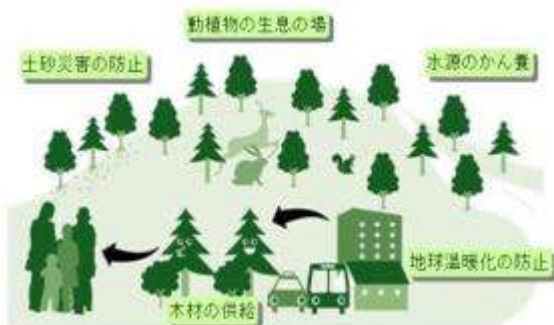 動植物の生息の場
土砂災害の防止
水源のかん養
地球温暖化の防止
木材の供給